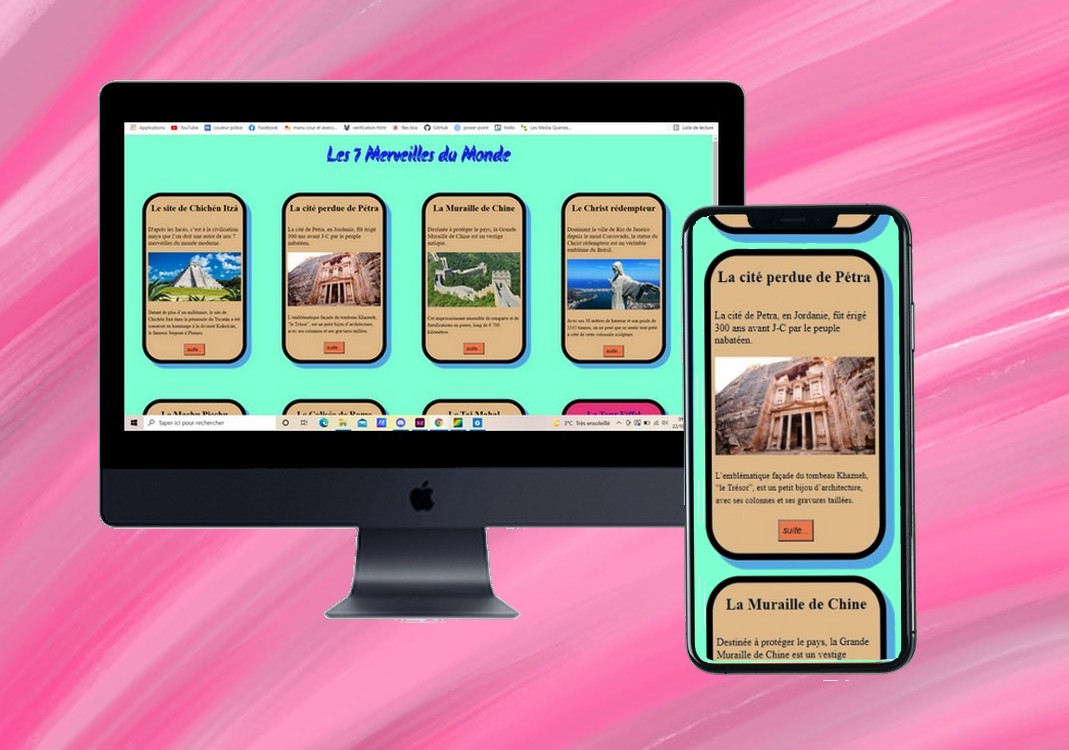 Applications YouTube couleur police Facebook menu cour et exerci... verification html flex box GitHub power-point trello Les Media Queries... Liste de lecture
Les 7 Merveilles du Monde
Le site de Chichén Itzá
D'après les Incas, c'est à la civilisation
maya que l'on doit une autre de nos 7
merveilles du monde moderne.
Datant de plus d'un millénaire, le site de
Chichén Itzá dans la péninsule du Yucatán a été
construit en hommage à la divinité Kukulcán,
le fameux Serpent à Plumes.
suite...
La cité perdue de Pétra
La cité de Petra, en Jordanie, fût érigé
300 ans avant J-C par le peuple
nabatéen.
L'emblématique façade du tombeau Khazneh,
"le Trésor", est un petit bijou d'architecture,
avec ses colonnes et ses gravures taillées.
suite...
La Muraille de Chine
Destinée à protéger le pays, la Grande
Muraille de Chine est un vestige
antique.
Cet impressionnant ensemble de remparts et de
fortifications en pierre, long de 6 700
kilomètres.
suite...
Le Christ rédempteur
Dominant la ville de Rio de Janeiro
depuis le mont Corcovado, la statue du
Christ rédempteur est un véritable
emblème du Brésil.
Avec ses 38 mètres de hauteur et son poids de
tonnes, on ne peut que se sentir tout petit
à côté de cette colossale sculpture.
suite...
Le Machu Picchu
Le Colisée de Rome
Le Taj Mahal
La Tour Eiffel
Taper ici pour rechercher
3°C Très ensoleillé
La cité perdue de Pétra
La cité de Petra, en Jordanie, fût érigé
300 ans avant J-C par le peuple
nabatéen.
L'emblématique façade du tombeau Khazneh,
"le Trésor", est un petit bijou d'architecture,
avec ses colonnes et ses gravures taillées.
suite...
La Muraille de Chine
Destinée à protéger le pays, la Grande
Muraille de Chine est un vestige